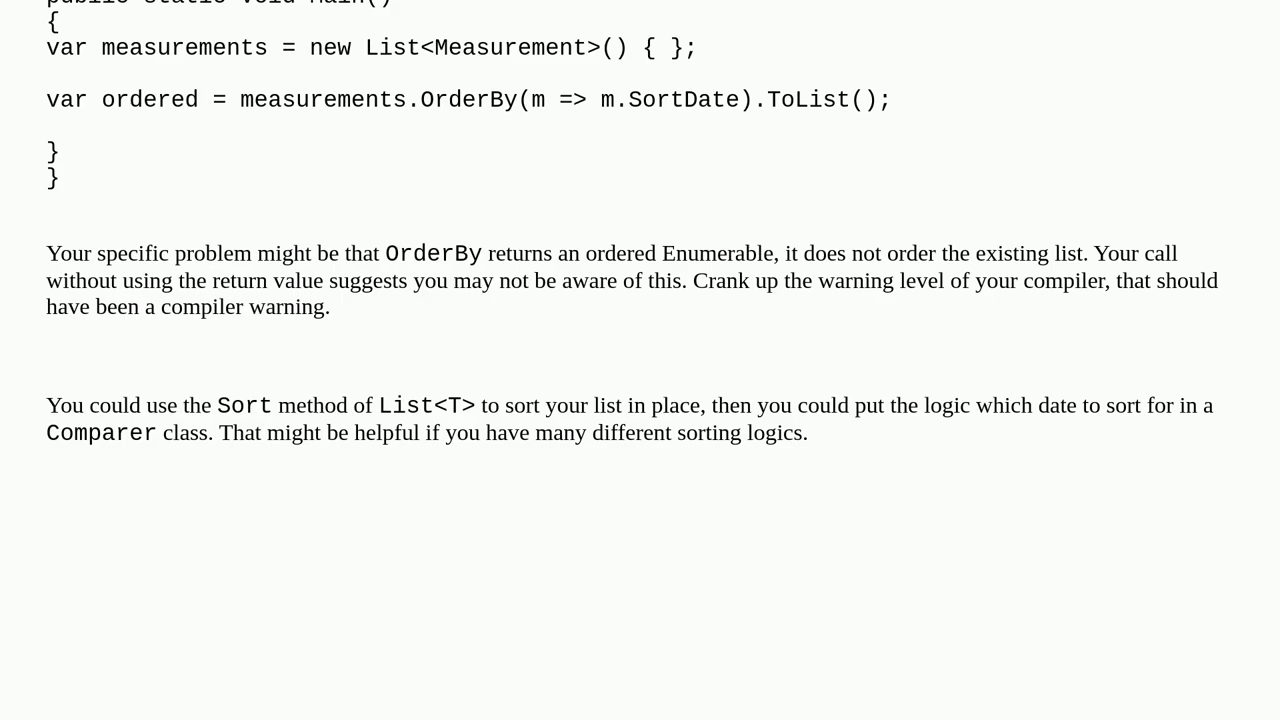 public static void Main()
{
var measurements = new List<Measurement>() { };
var ordered = measurements.OrderBy(m => m.SortDate).ToList();
}
}
Your specific problem might be that OrderBy returns an ordered Enumerable, it does not order the existing list. Your call
without using the return value suggests you may not be aware of this. Crank up the warning level of your compiler, that should
have been a compiler warning.
You could use the Sort method of List<T> to sort your list in place, then you could put the logic which date to sort for in a
Comparer class. That might be helpful if you have many different sorting logics.